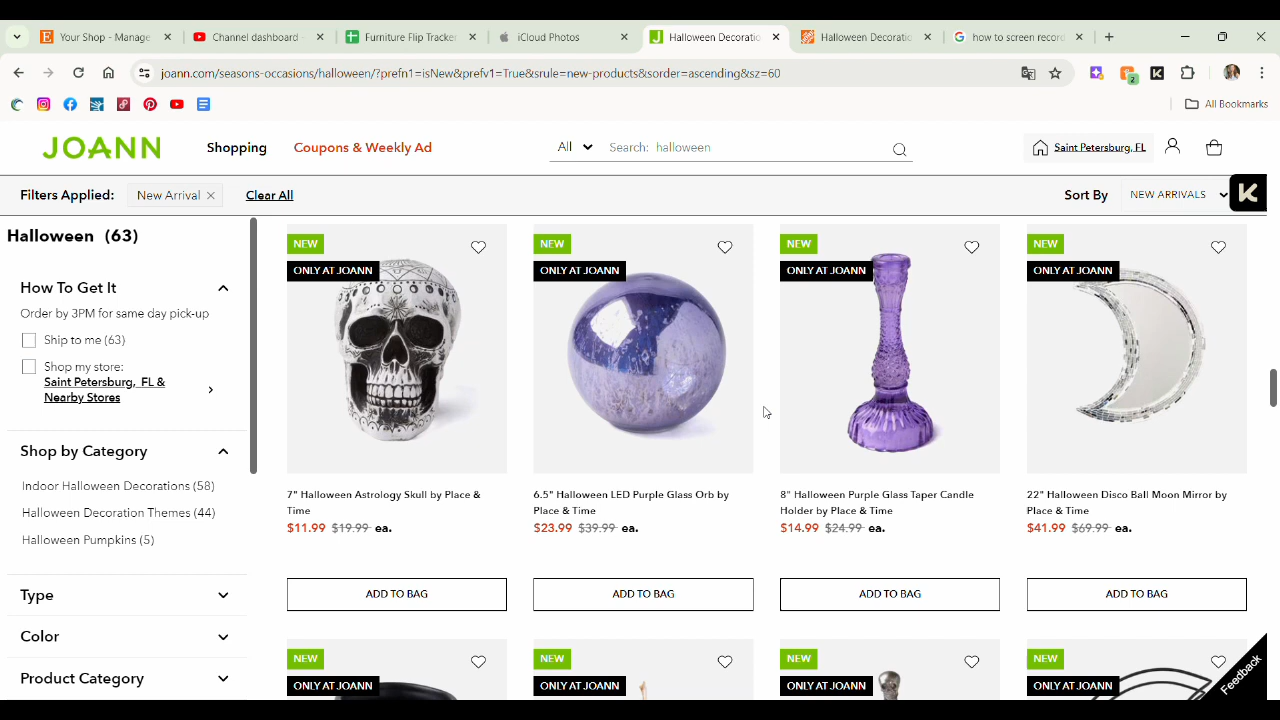 Your Shop - Manage
Channel dashboard -
Furniture Flip Tracker
iCloud Photos
Halloween Decoratio
Halloween Decoratio
how to screen record
joann.com/seasons-occasions/halloween/?prefn1=isNew&prefv1=True&srule=new-products&sorder=ascending&sz=60
2
All Bookmarks
JOANN
Shopping
Coupons & Weekly Ad
All
Search: halloween
Saint Petersburg, FL
Filters Applied:
New Arrival
Clear All
Sort By
NEW ARRIVALS
K
Halloween (63)
How To Get It
Order by 3PM for same day pick-up
Ship to me (63)
Shop my store:
Saint Petersburg, FL &
Nearby Stores
Shop by Category
Indoor Halloween Decorations (58)
Halloween Decoration Themes (44)
Halloween Pumpkins (5)
Type
Color
Product Category
NEW
ONLY AT JOANN
7" Halloween Astrology Skull by Place &
Time
$11.99 $19.99 ea.
ADD TO BAG
NEW
ONLY AT JOANN
6.5" Halloween LED Purple Glass Orb by
Place & Time
$23.99 $39.99 ea.
ADD TO BAG
NEW
ONLY AT JOANN
8" Halloween Purple Glass Taper Candle
Holder by Place & Time
$14.99 $24.99 ea.
ADD TO BAG
NEW
ONLY AT JOANN
22" Halloween Disco Ball Moon Mirror by
Place & Time
$41.99 $69.99 ea.
ADD TO BAG
NEW
ONLY AT JOANN
NEW
ONLY AT JOANN
NEW
ONLY AT JOANN
NEW
ONLY AT JOANN
Feedback